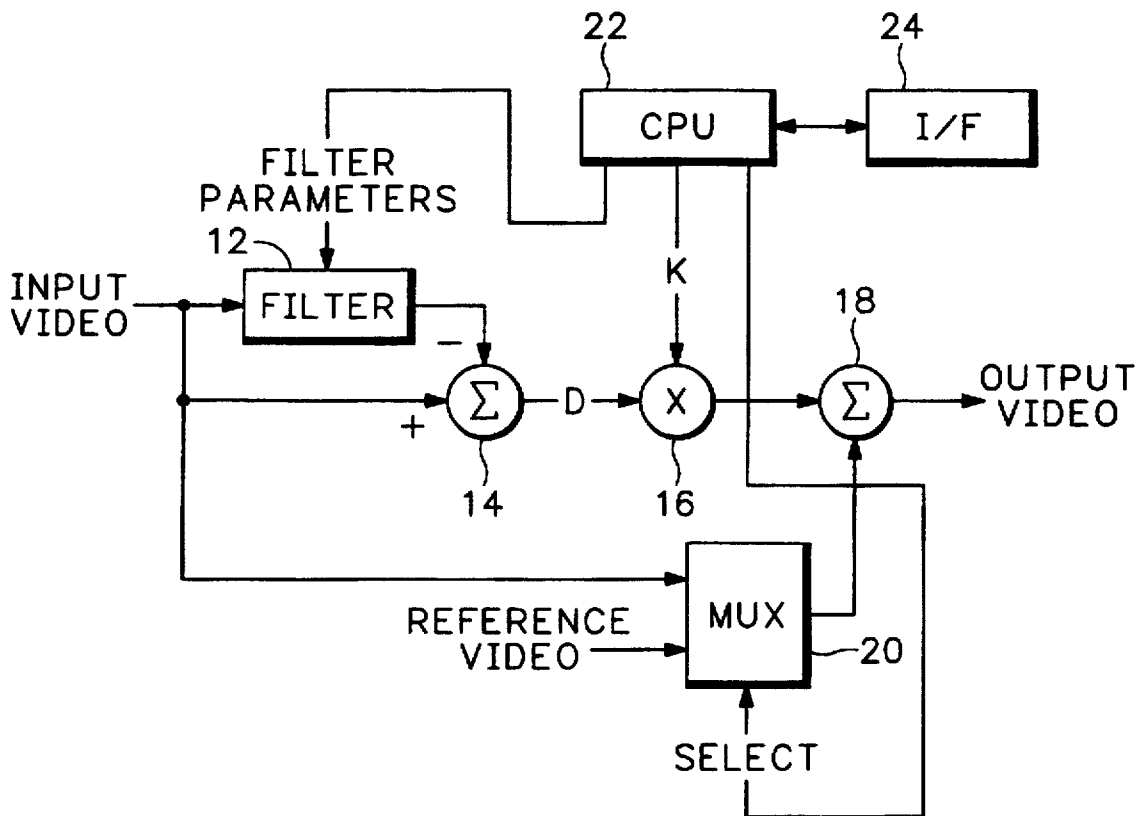 22
24
CPU
I/F
FILTER
PARAMETERS
12
INPUT
VIDEO
FILTER
K
18
−
Σ
D
X
Σ
OUTPUT
VIDEO
+
14
16
MUX
REFERENCE
VIDEO
20
SELECT